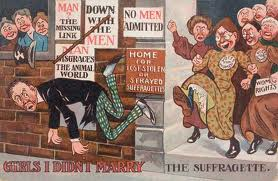 MAN
THE
MISSING
LINK
MAN
DISGRACES
THE ANIMAL
WORLD
DOWN
WITH
THE
MEN
NO MEN
ADMITTED
HOME
FOR
LOST STOLEN
OR
STRAYED
SUFFRAGETTES
WOMENS
RIGHTS
GIRLS I DIDN'T MARRY
THE SUFFRAGETTE.